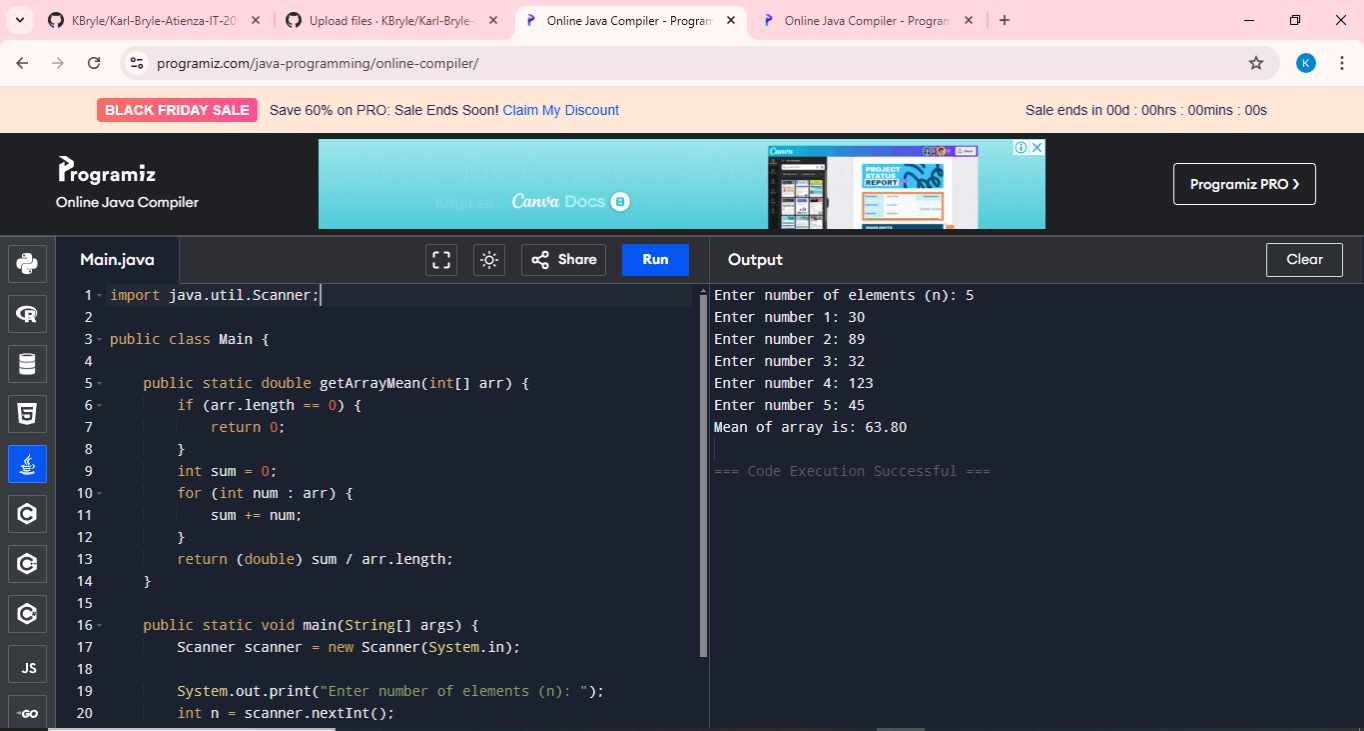 KBryle/Karl-Bryle-Atienza-IT-20
Upload files · KBryle/Karl-Bryle-
Online Java Compiler - Program
Online Java Compiler - Program
programiz.com/java-programming/online-compiler/
K
BLACK FRIDAY SALE Save 60% on PRO: Sale Ends Soon! Claim My Discount
Sale ends in 00d : 00hrs : 00mins : 00s
Programiz
Online Java Compiler
Canva Docs
Canva
PROJECT
STATUS
REPORT
Programiz PRO ❯
Main.java
Share
Run
Output
Clear
1 import java.util.Scanner;
2
3 public class Main {
4
5 public static double getArrayMean(int[] arr) {
6 if (arr.length == 0) {
7 return 0;
8 }
9 int sum = 0;
10 for (int num : arr) {
11 sum += num;
12 }
13 return (double) sum / arr.length;
14 }
15
16 public static void main(String[] args) {
17 Scanner scanner = new Scanner(System.in);
18
19 System.out.print("Enter number of elements (n): ");
20 int n = scanner.nextInt();
Enter number of elements (n): 5
Enter number 1: 30
Enter number 2: 89
Enter number 3: 32
Enter number 4: 123
Enter number 5: 45
Mean of array is: 63.80
=== Code Execution Successful ===
R
5
C
C
C
JS
GO